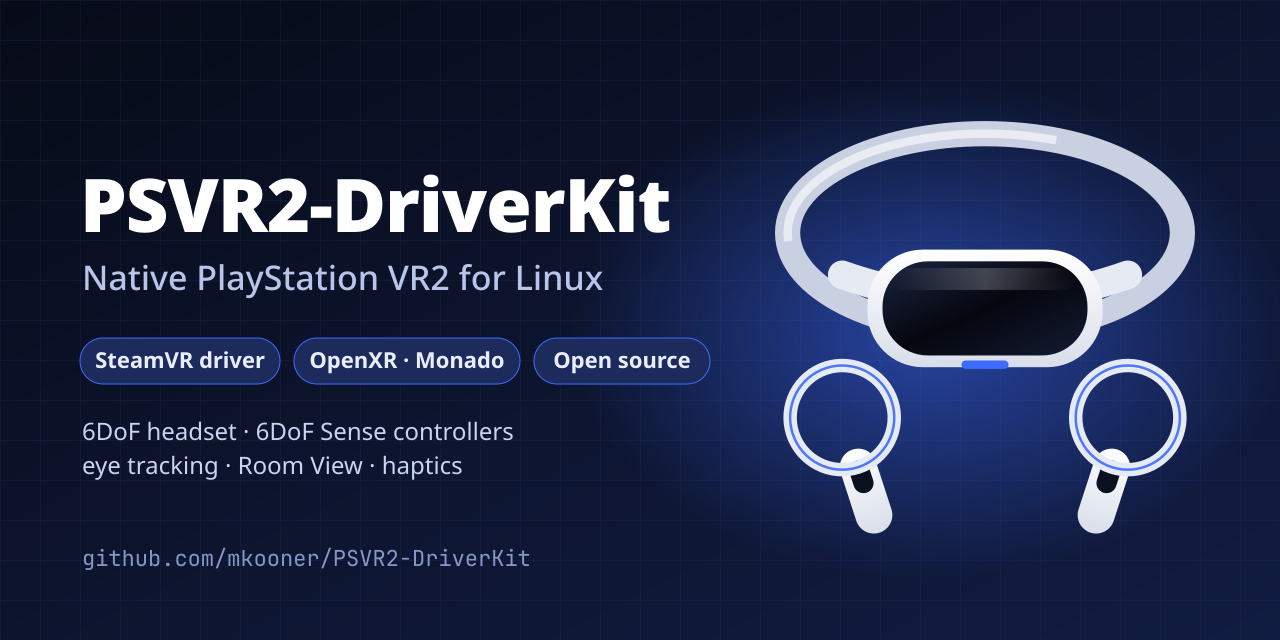 PSVR2-DriverKit
Native PlayStation VR2 for Linux
SteamVR driver OpenXR · Monado Open source
6DoF headset · 6DoF Sense controllers
eye tracking · Room View · haptics
github.com/mkooner/PSVR2-DriverKit